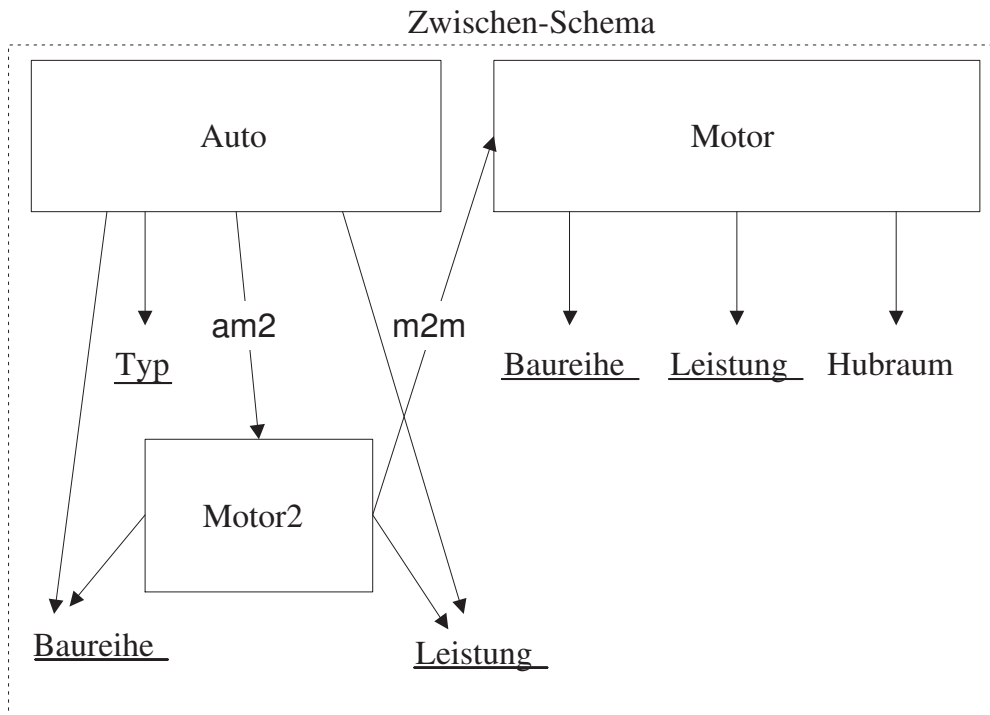 Zwischen-Schema
Auto
Motor
am2
m2m
Typ
Baureihe
Leistung
Hubraum
Motor2
Baureihe
Leistung